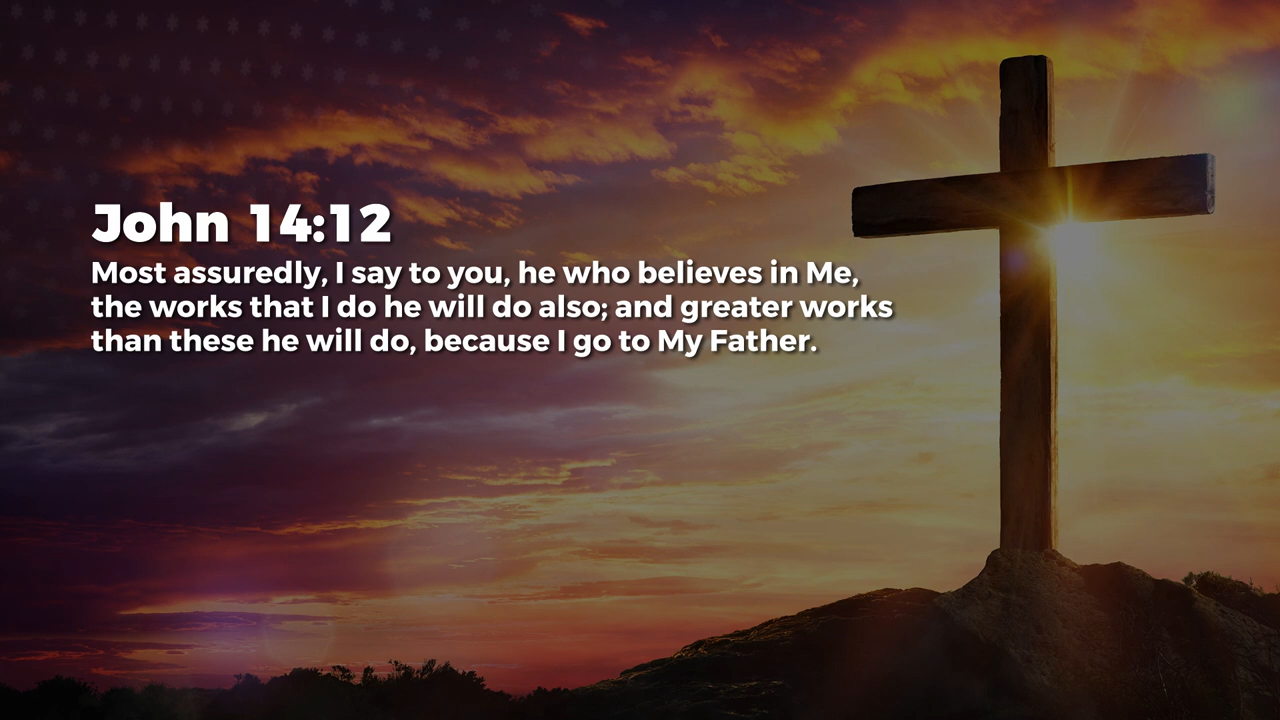 John 14:12
Most assuredly, I say to you, he who believes in Me,
the works that I do he will do also; and greater works
than these he will do, because I go to My Father.